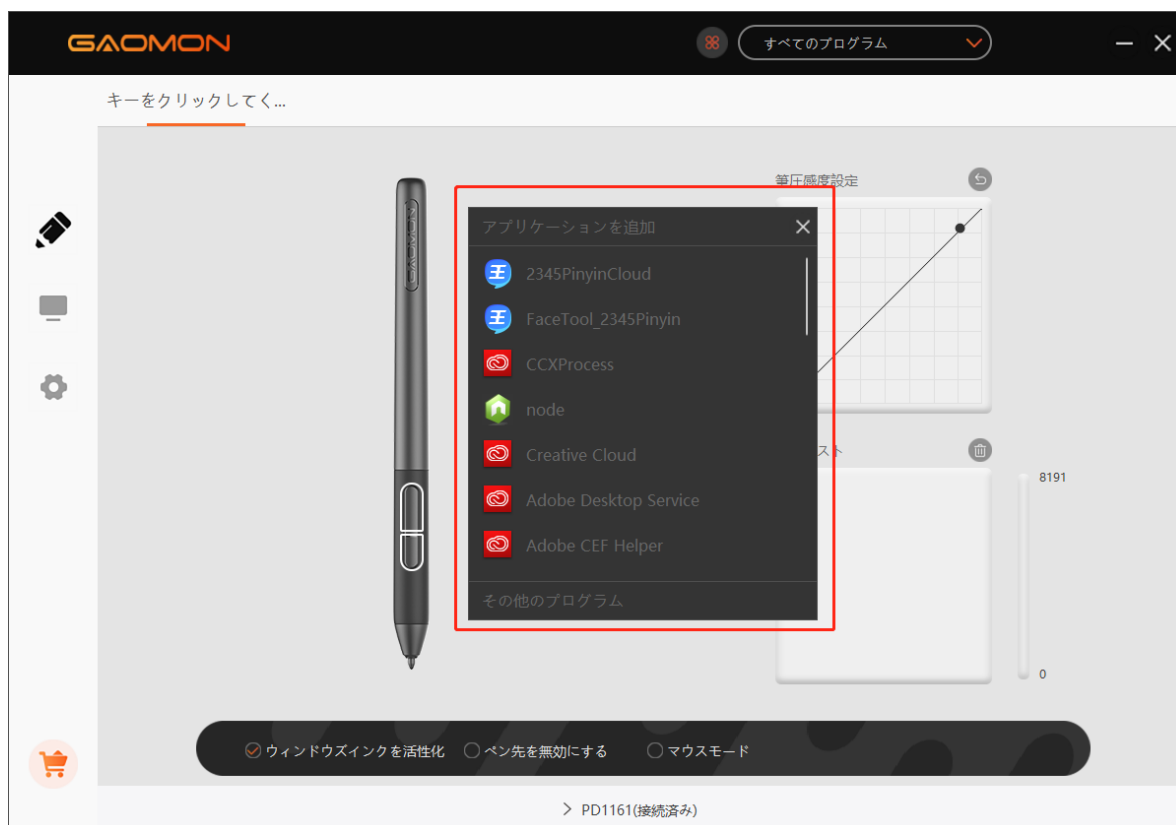 GAOMON
すべてのプログラム
キーをクリックしてく...
筆圧感度設定
GAOMON
アプリケーションを追加
2345PinyinCloud
FaceTool_2345Pinyin
CCXProcess
node
Creative Cloud
Adobe Desktop Service
Adobe CEF Helper
その他のプログラム
スト
8191
0
ウィンドウズインクを活性化
ペン先を無効にする
マウスモード
PD1161(接続済み)